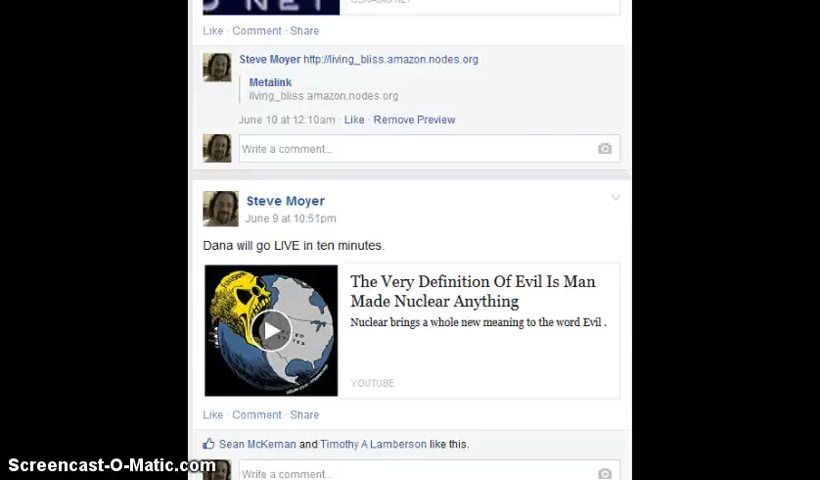 Like · Comment · Share
Steve Moyer http://living_bliss.amazon.nodes.org
Metalink
living_bliss.amazon.nodes.org
June 10 at 12:10am · Like · Remove Preview
Write a comment...
Steve Moyer
June 9 at 10:51pm
Dana will go LIVE in ten minutes.
The Very Definition Of Evil Is Man
Made Nuclear Anything
Nuclear brings a whole new meaning to the word Evil .
YOUTUBE
Like · Comment · Share
Sean McKernan and Timothy A Lamberson like this.
Screencast-O-Matic.com
Write a comment...